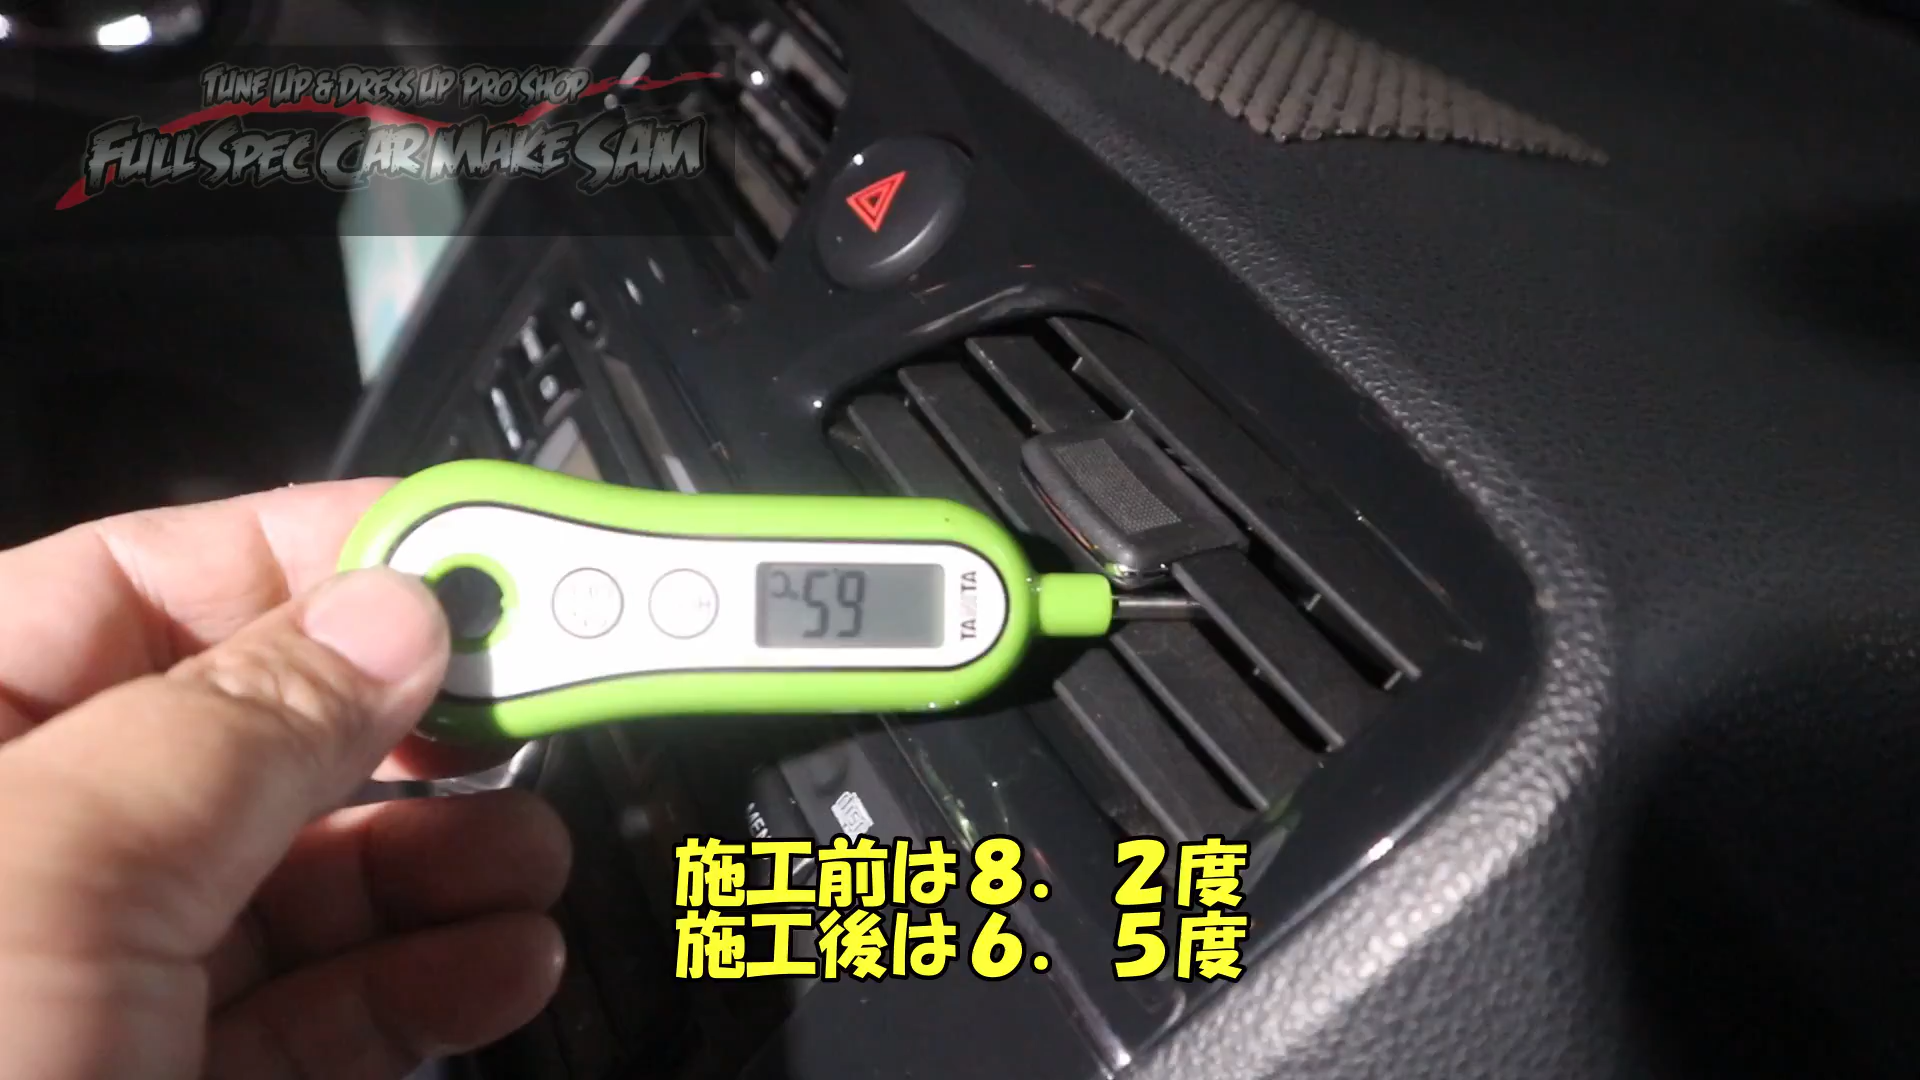 TUNE UP & DRESS UP PRO SHOP
FULL SPEC CAR MAKE SAM
TANITA
MEN
施工前は８．２度
施工後は６．５度